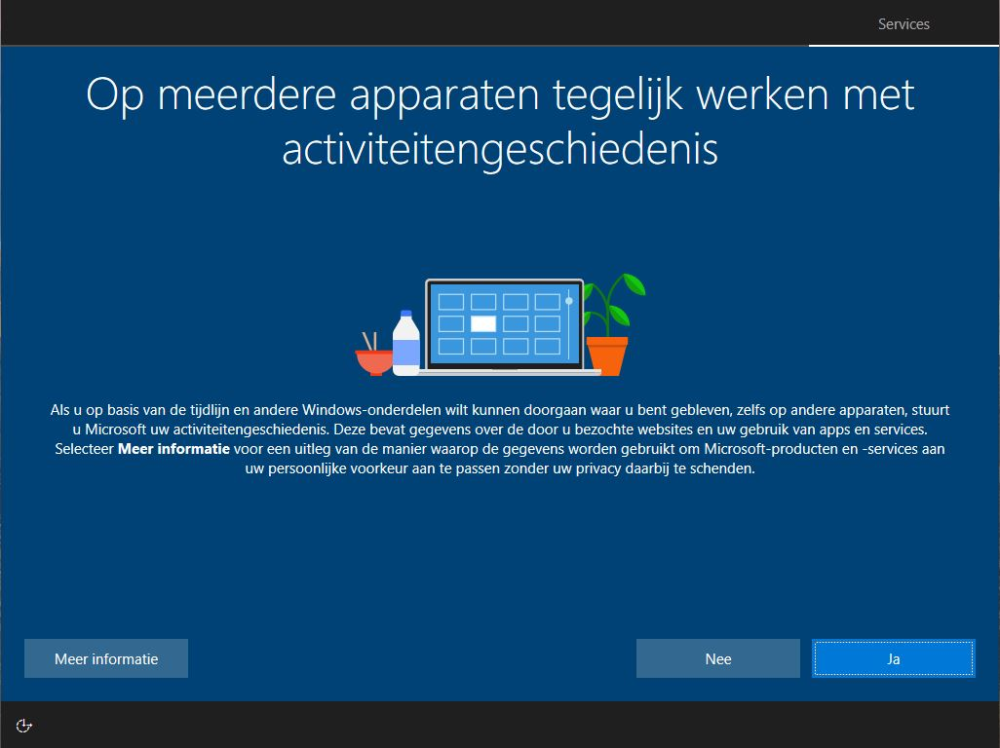 Services
Op meerdere apparaten tegelijk werken met
activiteitengeschiedenis
Als u op basis van de tijdlijn en andere Windows-onderdelen wilt kunnen doorgaan waar u bent gebleven, zelfs op andere apparaten, stuurt
u Microsoft uw activiteitengeschiedenis. Deze bevat gegevens over de door u bezochte websites en uw gebruik van apps en services.
Selecteer Meer informatie voor een uitleg van de manier waarop de gegevens worden gebruikt om Microsoft-producten en -services aan
uw persoonlijke voorkeur aan te passen zonder uw privacy daarbij te schenden.
Meer informatie
Nee
Ja